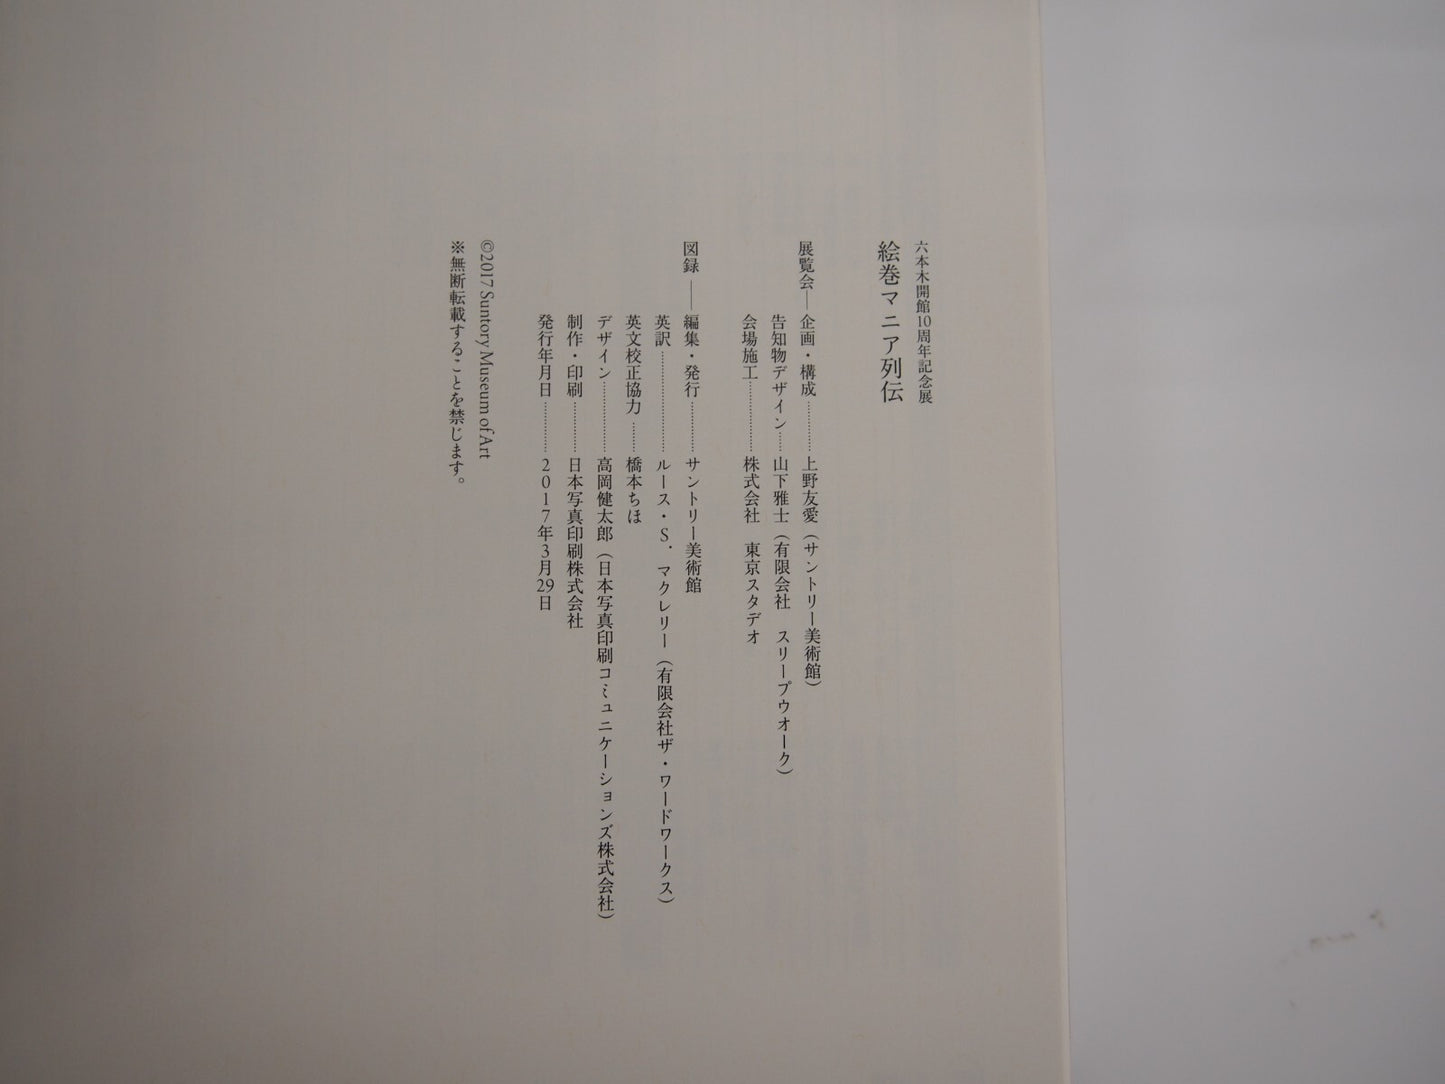 六本木開館10周年記念展
絵巻マニア列伝
展覧会―企画・構成…………上野友愛(サントリー美術館)
告知物デザイン……山下雅士(有限会社　スリープウオーク)
会場施工…………………株式会社　東京スタデオ
図録――編集・発行……………サントリー美術館
英訳…………………………ルース・S．マクレリー(有限会社ザ・ワードワークス)
英文校正協力………橋本ちほ
デザイン…………………高岡健太郎(日本写真印刷コミュニケーションズ株式会社)
制作・印刷………………日本写真印刷株式会社
発行年月日……………2017年3月29日
©2017 Suntory Museum of Art
※無断転載することを禁じます。